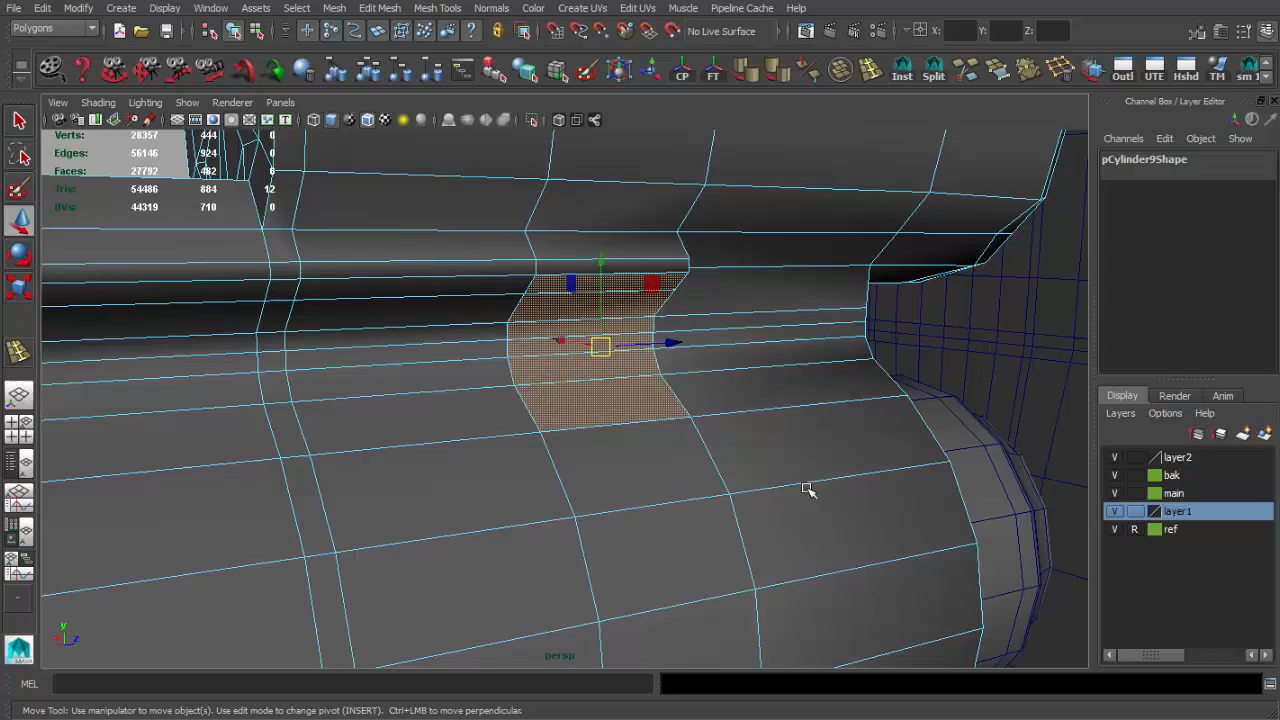 File Edit Modify Create Display Window Assets Select Mesh Edit Mesh Mesh Tools Normals Color Create UVs Edit UVs Muscle Pipeline Cache Help
Polygons No Live Surface X: Y: Z:
CP FT Inst Split Outl UTE Hshd TM sm 1
View Shading Lighting Show Renderer Panels
Channel Box / Layer Editor
Channels Edit Object Show
pCylinder9Shape
Verts: 28357 444 0
Edges: 56146 924 0
Faces: 27792 482 6
Tris: 54486 884 12
UVs: 44319 710 0
Display Render Anim
Layers Options Help
V layer2
V bak
V main
V layer1
V R ref
y
x z
persp
MEL
Move Tool: Use manipulator to move object(s). Use edit mode to change pivot (INSERT). Ctrl+LMB to move perpendicular.